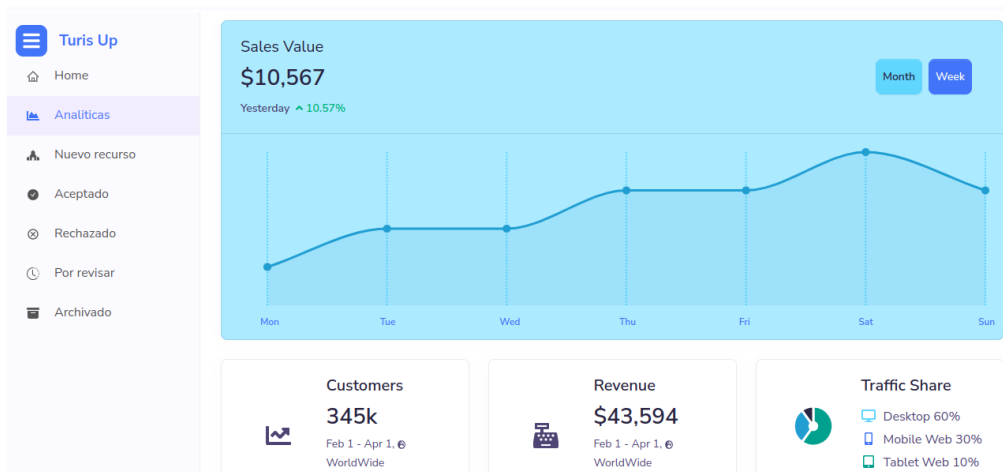 Turis Up
Home
Analíticas
Nuevo recurso
Aceptado
Rechazado
Por revisar
Archivado
Sales Value
$10,567
Yesterday 10.57%
Month Week
Mon Tue Wed Thu Fri Sat Sun
Customers
345k
Feb 1 - Apr 1,
WorldWide
Revenue
$43,594
Feb 1 - Apr 1,
WorldWide
Traffic Share
Desktop 60%
Mobile Web 30%
Tablet Web 10%